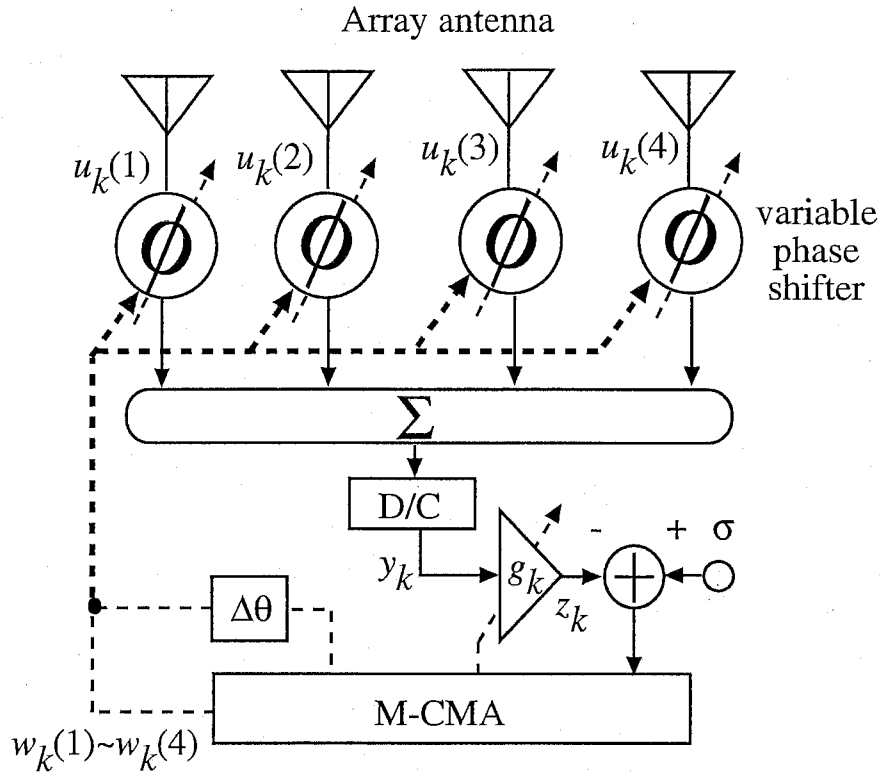 Array antenna
u_k(1) u_k(2) u_k(3) u_k(4)
variable
phase
shifter
Σ
D/C
- + σ
y_k g_k z_k
Δθ
M-CMA
w_k(1)~w_k(4)